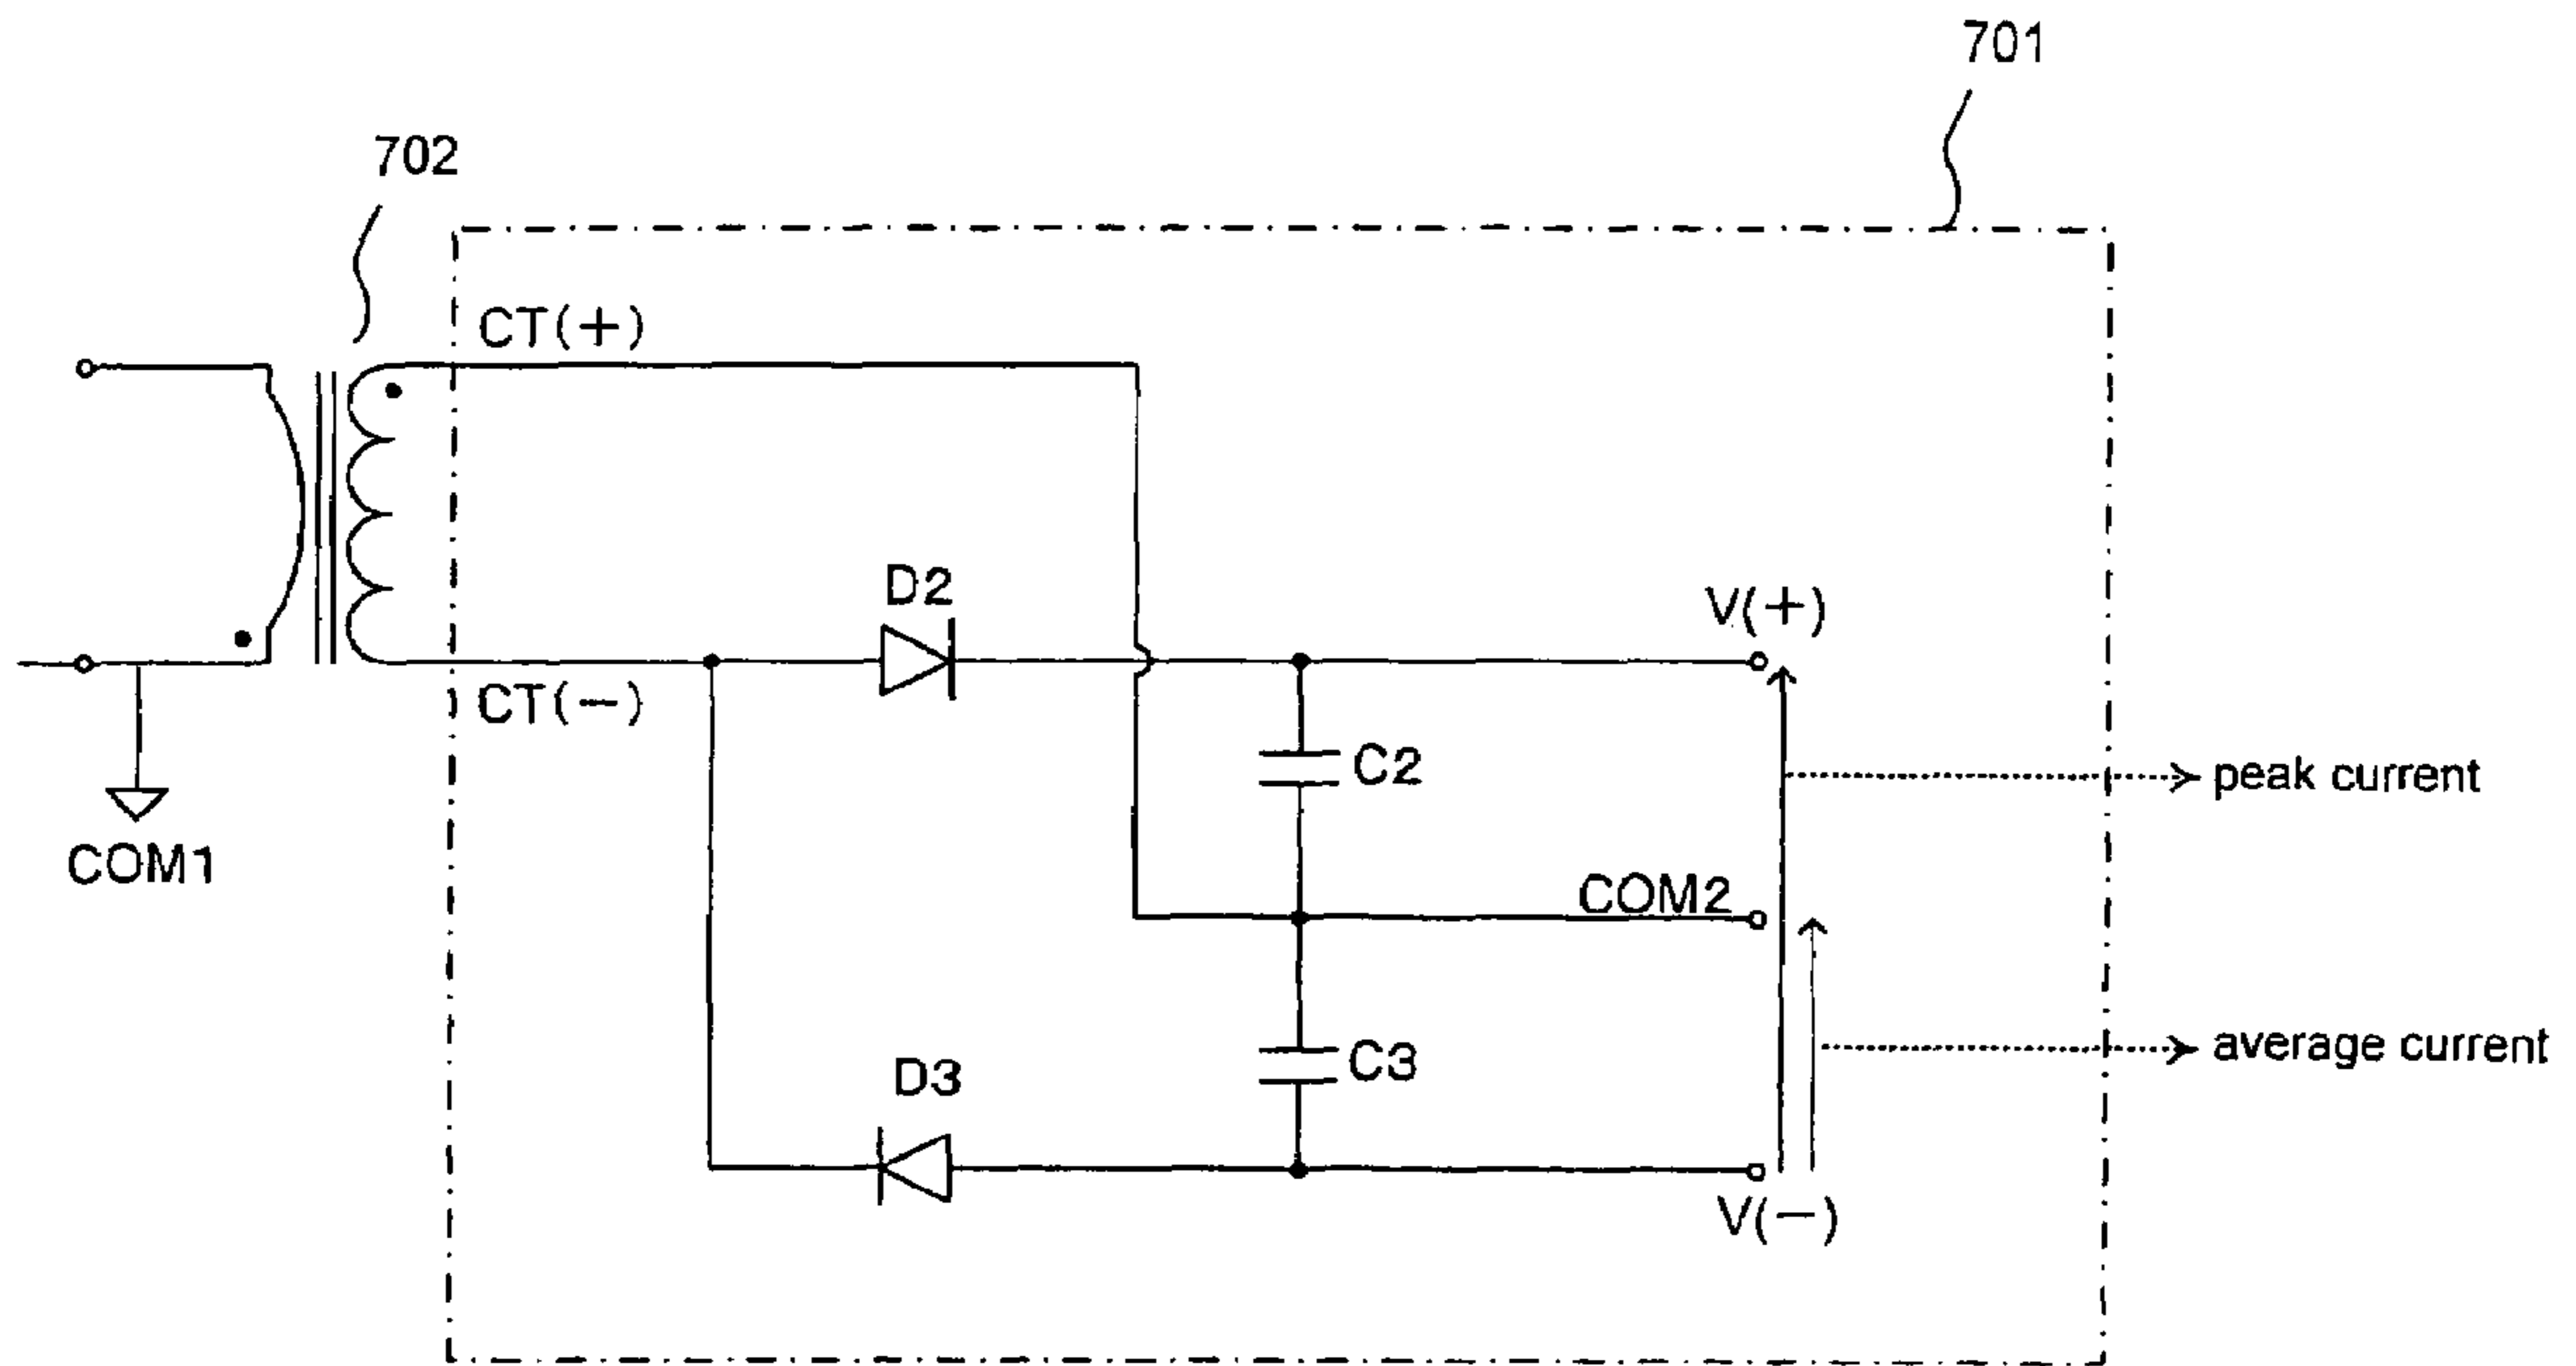 701
702
CT(+)
D2
V(+)
CT(−)
C2
peak current
COM1
COM2
C3
average current
D3
V(−)